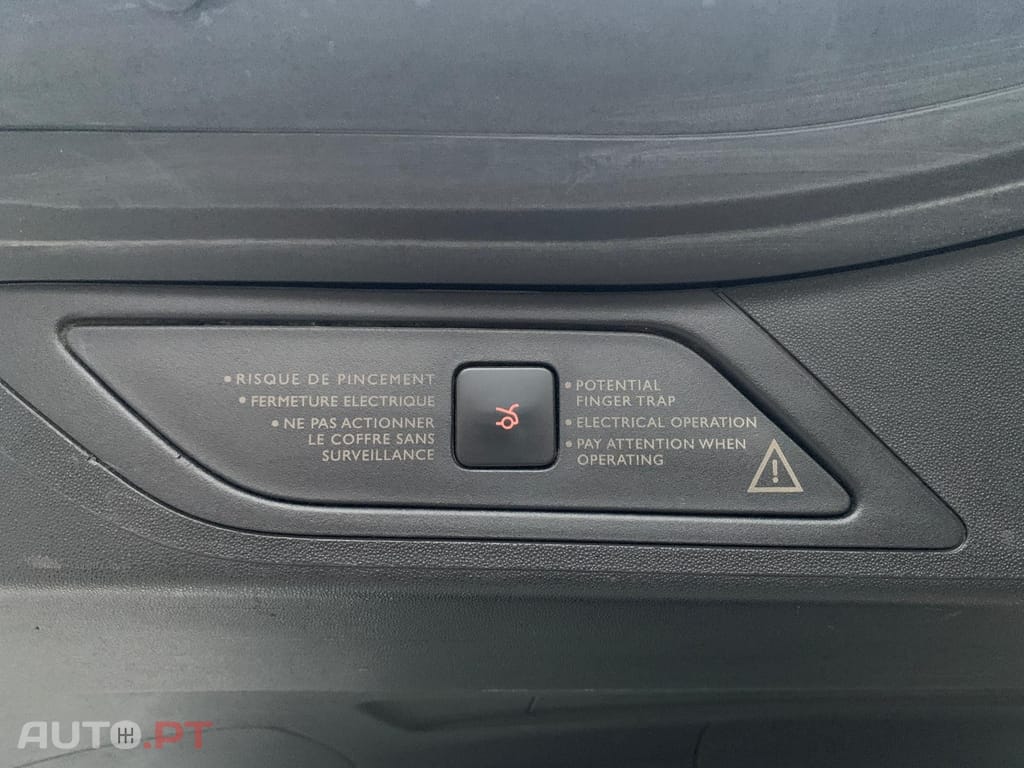 • RISQUE DE PINCEMENT
• FERMETURE ELECTRIQUE
• NE PAS ACTIONNER
LE COFFRE SANS
SURVEILLANCE
• POTENTIAL
FINGER TRAP
• ELECTRICAL OPERATION
• PAY ATTENTION WHEN
OPERATING
!
AUTO.PT